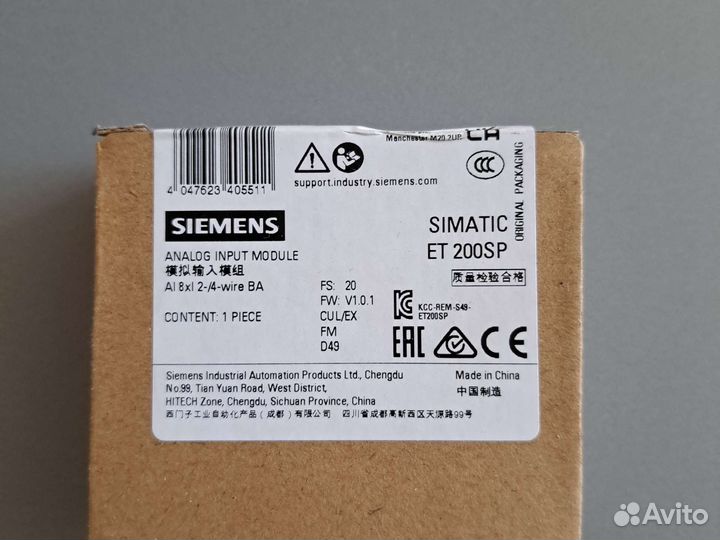 Manchester M20 2UR
UK CA
4 047623 405511
support.industry.siemens.com
CCC
ORIGINAL PACKAGING
SIEMENS
SIMATIC
ET 200SP
ANALOG INPUT MODULE
模拟输入模组
AI 8xI 2-/4-wire BA
质量检验合格
CONTENT: 1 PIECE
FS: 20
FW: V1.0.1
CUL/EX
FM
D49
KCC-REM-S49-
ET200SP
EAC
CE
Siemens Industrial Automation Products Ltd., Chengdu
No.99, Tian Yuan Road, West District,
HITECH Zone, Chengdu, Sichuan Province, China
西门子工业自动化产品（成都）有限公司 四川省成都高新西区天源路99号
Made in China
中国制造
Avito